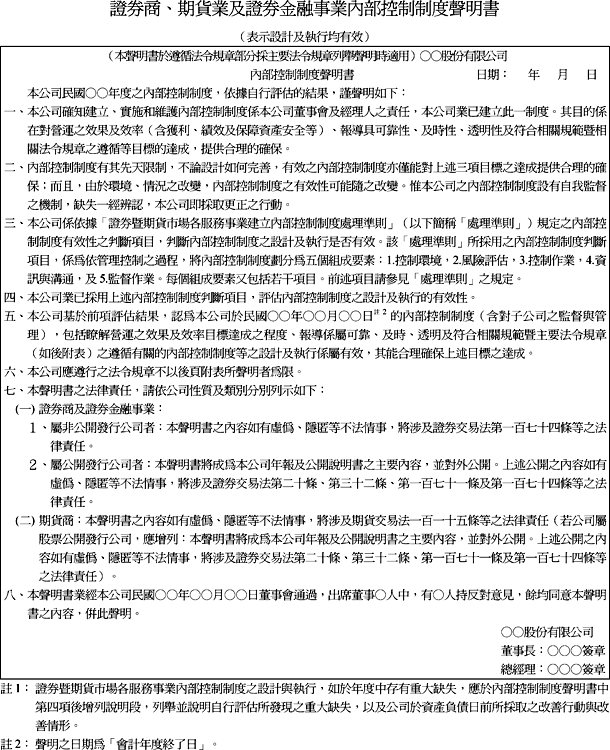 證券商、期貨業及證券金融事業內部控制制度聲明書
（表示設計及執行均有效）
（本聲明書於遵循法令規章部分採主要法令規章列舉聲明時適用）○○股份有限公司
內部控制制度聲明書　日期：　年　月　日
本公司民國○○年度之內部控制制度，依據自行評估的結果，謹聲明如下：
一、本公司確知建立、實施和維護內部控制制度係本公司董事會及經理人之責任，本公司業已建立此一制度。其目的係
在對營運之效果及效率（含獲利、績效及保障資產安全等）、報導具可靠性、及時性、透明性及符合相關規範暨相
關法令規章之遵循等目標的達成，提供合理的確保。
二、內部控制制度有其先天限制，不論設計如何完善，有效之內部控制制度亦僅能對上述三項目標之達成提供合理的確
保；而且，由於環境、情況之改變，內部控制制度之有效性可能隨之改變。惟本公司之內部控制制度設有自我監督
之機制，缺失一經辨認，本公司即採取更正之行動。
三、本公司係依據「證券暨期貨市場各服務事業建立內部控制制度處理準則」（以下簡稱「處理準則」）規定之內部控
制制度有效性之判斷項目，判斷內部控制制度之設計及執行是否有效。該「處理準則」所採用之內部控制制度判斷
項目，係為依管理控制之過程，將內部控制制度劃分為五個組成要素：1.控制環境，2.風險評估，3.控制作業，4.資
訊與溝通，及 5.監督作業。每個組成要素又包括若干項目。前述項目請參見「處理準則」之規定。
四、本公司業已採用上述內部控制制度判斷項目，評估內部控制制度之設計及執行的有效性。
五、本公司基於前項評估結果，認為本公司於民國○○年○○月○○日註2 的內部控制制度（含對子公司之監督與管
理），包括瞭解營運之效果及效率目標達成之程度、報導係屬可靠、及時、透明及符合相關規範暨主要法令規章
（如後附表）之遵循有關的內部控制制度等之設計及執行係屬有效，其能合理確保上述目標之達成。
六、本公司應遵行之法令規章不以後頁附表所聲明者為限。
七、本聲明書之法律責任，請依公司性質及類別分別列示如下：
(一) 證券商及證券金融事業：
1、屬非公開發行公司者：本聲明書之內容如有虛偽、隱匿等不法情事，將涉及證券交易法第一百七十四條等之法
律責任。
2、屬公開發行公司者：本聲明書將成為本公司年報及公開說明書之主要內容，並對外公開。上述公開之內容如有
虛偽、隱匿等不法情事，將涉及證券交易法第二十條、第三十二條、第一百七十一條及第一百七十四條等之法
律責任。
(二) 期貨商：本聲明書之內容如有虛偽、隱匿等不法情事，將涉及期貨交易法一百一十五條等之法律責任（若公司屬
股票公開發行公司，應增列：本聲明書將成為本公司年報及公開說明書之主要內容，並對外公開。上述公開之內
容如有虛偽、隱匿等不法情事，將涉及證券交易法第二十條、第三十二條、第一百七十一條及第一百七十四條等
之法律責任）。
八、本聲明書業經本公司民國○○年○○月○○日董事會通過，出席董事○人中，有○人持反對意見，餘均同意本聲明
書之內容，併此聲明。
○○股份有限公司
董事長：○○○簽章
總經理：○○○簽章
註1： 證券暨期貨市場各服務事業內部控制制度之設計與執行，如於年度中存有重大缺失，應於內部控制制度聲明書中
第四項後增列說明段，列舉並說明自行評估所發現之重大缺失，以及公司於資產負債日前所採取之改善行動與改
善情形。
註2： 聲明之日期為「會計年度終了日」。